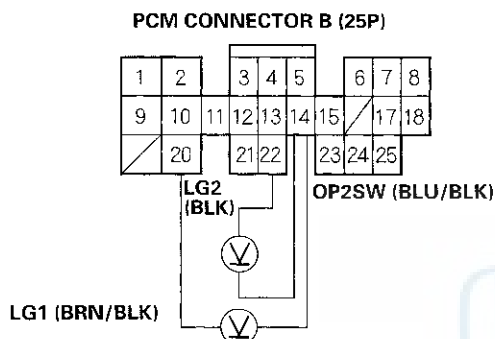 PCM CONNECTOR B (25P)
1 2 3 4 5 6 7 8
9 10 11 12 13 14 15 17 18
20 21 22 23 24 25
LG2
(BLK)
OP2SW (BLU/BLK)
V
LG1 (BRN/BLK)
V